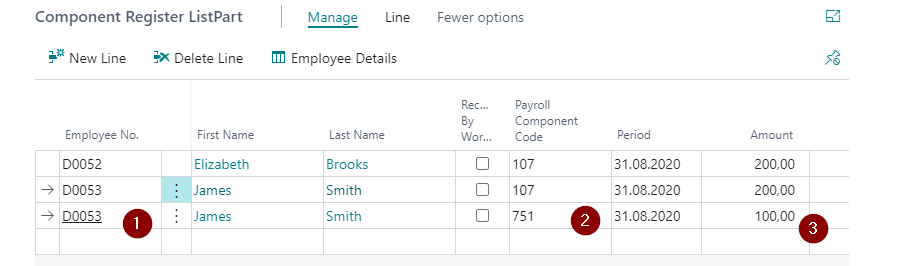 Component Register ListPart Manage Line Fewer options
New Line Delete Line Employee Details
Employee No. First Name Last Name Rec... By Wor... Payroll Component Code Period Amount
D0052 Elizabeth Brooks 107 31.08.2020 200,00
D0053 James Smith 107 31.08.2020 200,00
D0053 1 James Smith 751 2 31.08.2020 100,00 3